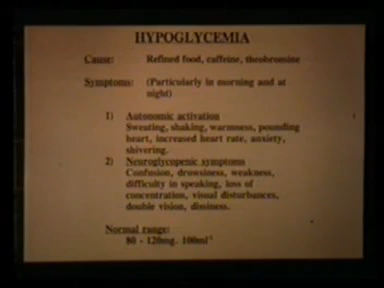 HYPOGLYCEMIA
Cause: Refined food, caffeine, theobromine
Symptoms: (Particularly in morning and at
night)
1) Autonomic activation
Sweating, shaking, warmness, pounding
heart, increased heart rate, anxiety,
shivering.
2) Neuroglycopenic symptoms
Confusion, drowsiness, weakness,
difficulty in speaking, loss of
concentration, visual disturbances,
double vision, dissiness.
Normal range:
80 - 120mg. 100ml⁻¹